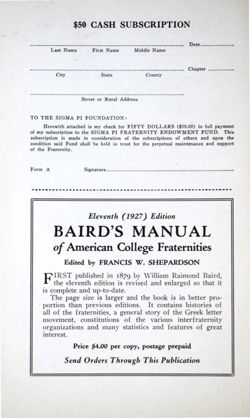 $50 CASH SUBSCRIPTION
Date
Last Name First Name Middle Name
Chapter
City State County
Street or Rural Address
TO THE SIGMA PI FOUNDATION:
Herewith attached is my check for FIFTY DOLLARS ($50.00) in full payment
of my subscription to the SIGMA PI FRATERNITY ENDOWMENT FUND. This
subscription is made in consideration of the subscriptions of others and upon the
condition said Fund shall be held in trust for the perpetual maintenance and support
of the Fraternity.
Form A Signature
Eleventh (1927) Edition
BAIRD'S MANUAL
of American College Fraternities
Edited by FRANCIS W. SHEPARDSON
FIRST published in 1879 by William Raimond Baird,
the eleventh edition is revised and enlarged so that it
is complete and up-to-date.
The page size is larger and the book is in better pro-
portion than previous editions. It contains histories of
all of the fraternities, a general story of the Greek letter
movement, constitutions of the various interfraternity
organizations and many statistics and features of great
interest.
Price $4.00 per copy, postage prepaid
Send Orders Through This Publication